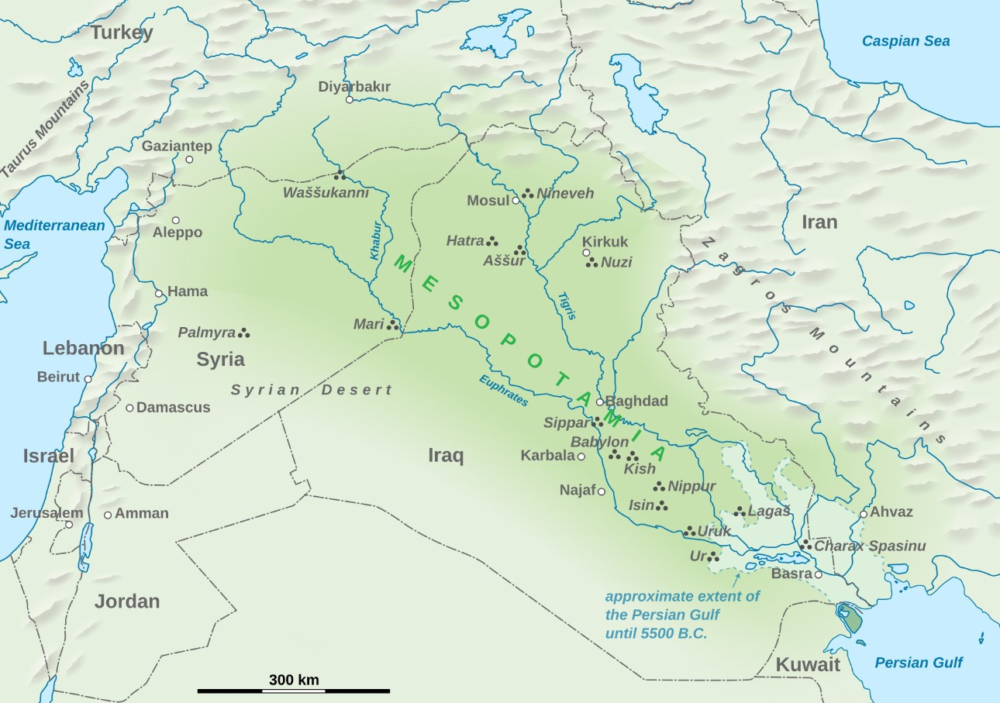 Turkey
Caspian Sea
Taurus Mountains
Diyarbakır
Gaziantep
Waššukanni
Mosul
Nineveh
Mediterranean
Sea
Aleppo
Iran
Khabur
Hatra
Aššur
Kirkuk
Nuzi
Zagros Mountains
MESOPOTAMIA
Hama
Tigris
Mari
Palmyra
Lebanon
Syria
Beirut
Syrian Desert
Euphrates
Damascus
Baghdad
Sippar
Babylon
Israel
Iraq
Karbala
Kish
Najaf
Nippur
Isin
Jerusalem
Amman
Lagaš
Ahvaz
Uruk
Charax Spasinu
Ur
Basra
Jordan
approximate extent of
the Persian Gulf
until 5500 B.C.
Kuwait
Persian Gulf
300 km